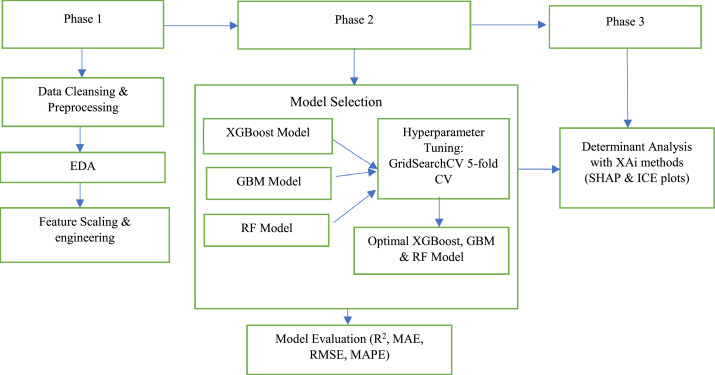 Phase 1
Phase 2
Phase 3
Data Cleansing &
Preprocessing
EDA
Feature Scaling &
engineering
Model Selection
XGBoost Model
GBM Model
RF Model
Hyperparameter
Tuning:
GridSearchCV 5-fold
CV
Optimal XGBoost, GBM
& RF Model
Model Evaluation (R², MAE,
RMSE, MAPE)
Determinant Analysis
with XAi methods
(SHAP & ICE plots)